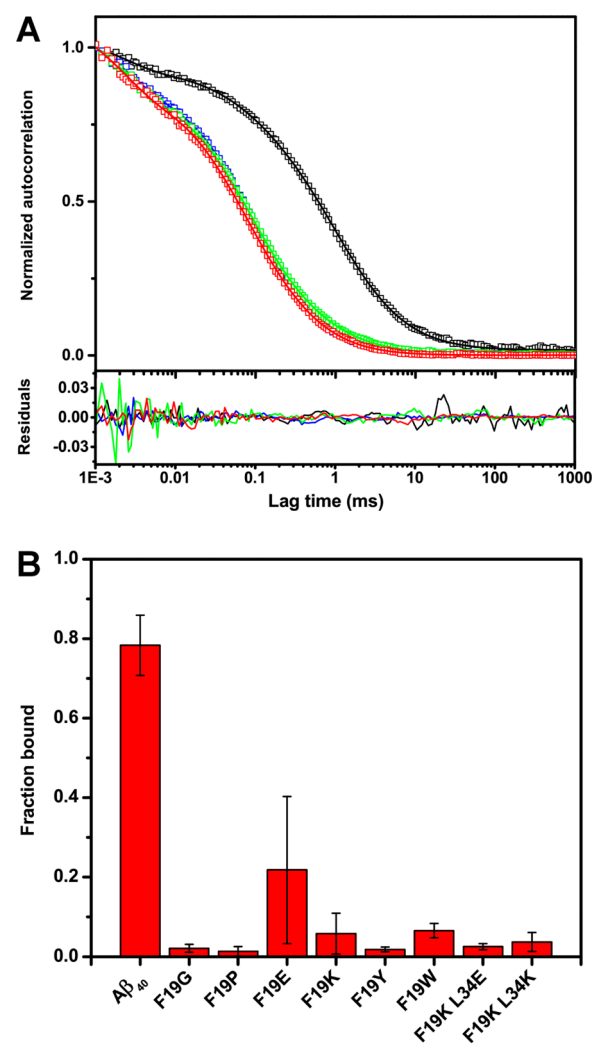 A
Normalized autocorrelation
1.0
0.5
0.0
Residuals
0.03
0.00
-0.03
1E-3 0.01 0.1 1 10 100 1000
Lag time (ms)
B
Fraction bound
1.0
0.8
0.6
0.4
0.2
0.0
Aβ₄₀
F19G
F19P
F19E
F19K
F19Y
F19W
F19K L34E
F19K L34K